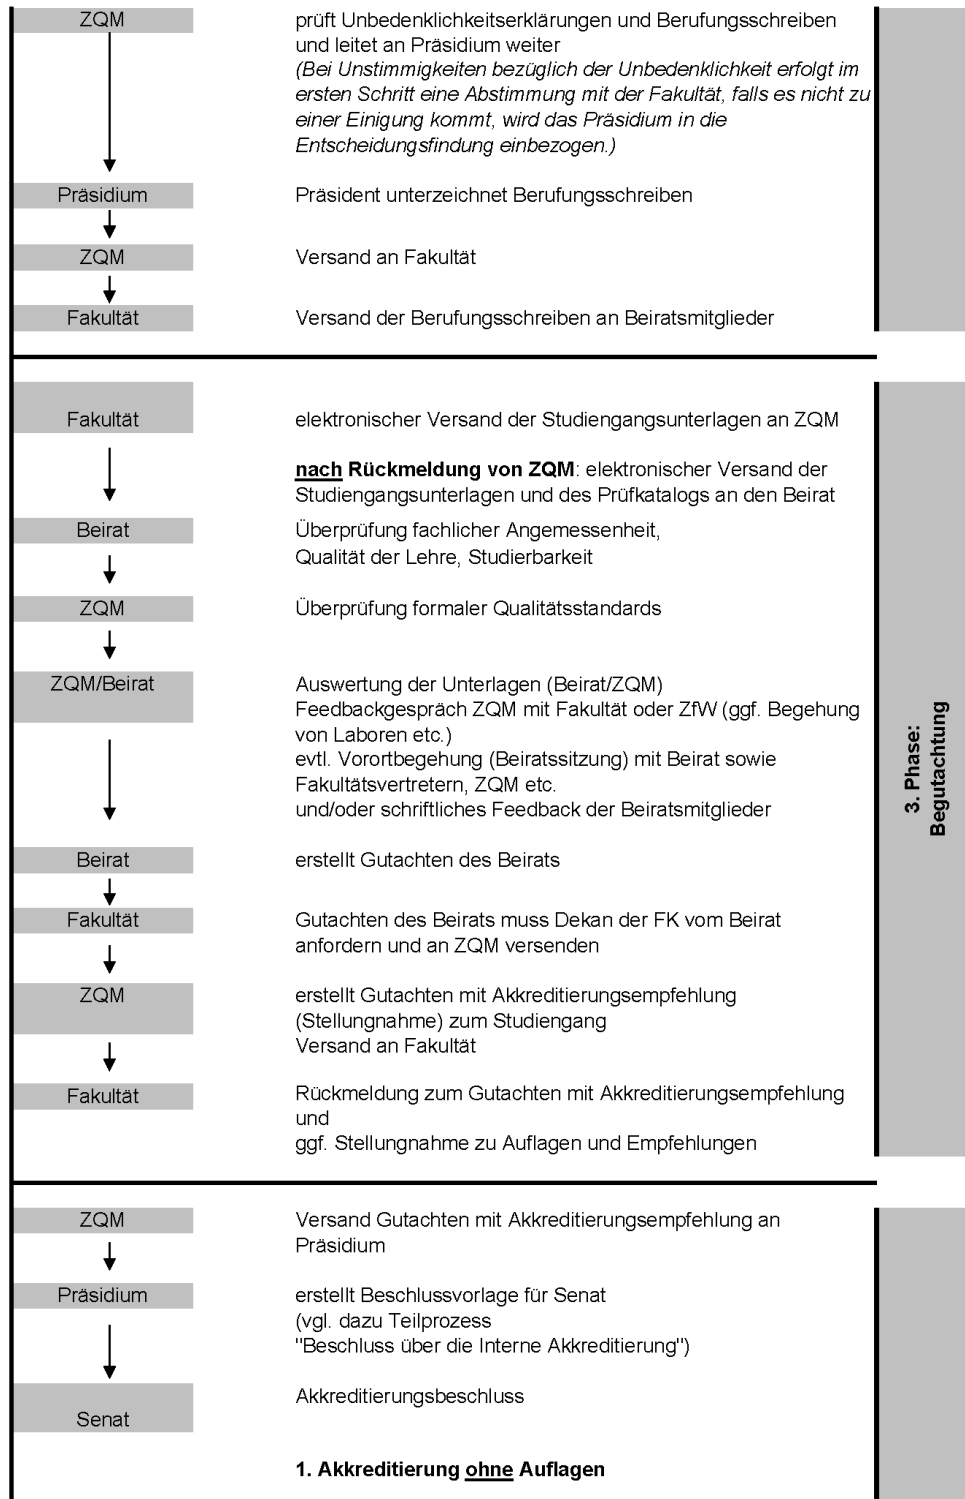 ZQM
prüft Unbedenklichkeitserklärungen und Berufungsschreiben
und leitet an Präsidium weiter
(Bei Unstimmigkeiten bezüglich der Unbedenklichkeit erfolgt im
ersten Schritt eine Abstimmung mit der Fakultät, falls es nicht zu
einer Einigung kommt, wird das Präsidium in die
Entscheidungsfindung einbezogen.)
Präsidium
Präsident unterzeichnet Berufungsschreiben
ZQM
Versand an Fakultät
Fakultät
Versand der Berufungsschreiben an Beiratsmitglieder
Fakultät
elektronischer Versand der Studiengangsunterlagen an ZQM
nach Rückmeldung von ZQM: elektronischer Versand der
Studiengangsunterlagen und des Prüfkatalogs an den Beirat
Beirat
Überprüfung fachlicher Angemessenheit,
Qualität der Lehre, Studierbarkeit
ZQM
Überprüfung formaler Qualitätsstandards
ZQM/Beirat
Auswertung der Unterlagen (Beirat/ZQM)
Feedbackgespräch ZQM mit Fakultät oder ZfW (ggf. Begehung
von Laboren etc.)
evtl. Vorortbegehung (Beiratssitzung) mit Beirat sowie
Fakultätsvertretern, ZQM etc.
und/oder schriftliches Feedback der Beiratsmitglieder
Beirat
erstellt Gutachten des Beirats
Fakultät
Gutachten des Beirats muss Dekan der FK vom Beirat
anfordern und an ZQM versenden
ZQM
erstellt Gutachten mit Akkreditierungsempfehlung
(Stellungnahme) zum Studiengang
Versand an Fakultät
Fakultät
Rückmeldung zum Gutachten mit Akkreditierungsempfehlung
und
ggf. Stellungnahme zu Auflagen und Empfehlungen
3. Phase:
Begutachtung
ZQM
Versand Gutachten mit Akkreditierungsempfehlung an
Präsidium
Präsidium
erstellt Beschlussvorlage für Senat
(vgl. dazu Teilprozess
"Beschluss über die Interne Akkreditierung")
Senat
Akkreditierungsbeschluss
1. Akkreditierung ohne Auflagen